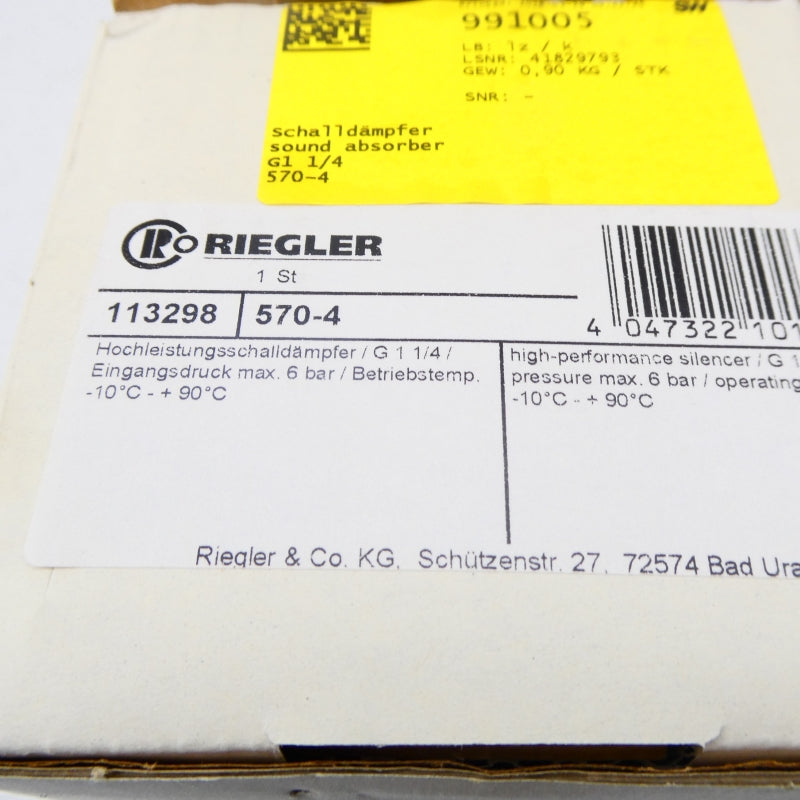 991005
LB: 1z / k
LSNR: 41829793
GEW: 0,90 KG / STK
SNR: -
Schalldämpfer
sound absorber
G1 1/4
570-4
RIEGLER
1 St
113298 570-4
4 047322 101
Hochleistungsschalldämpfer / G 1 1/4 /
Eingangsdruck max. 6 bar / Betriebstemp.
-10°C - + 90°C
high-performance silencer / G 1
pressure max. 6 bar / operating
-10°C - + 90°C
Riegler & Co. KG, Schützenstr. 27, 72574 Bad Ura